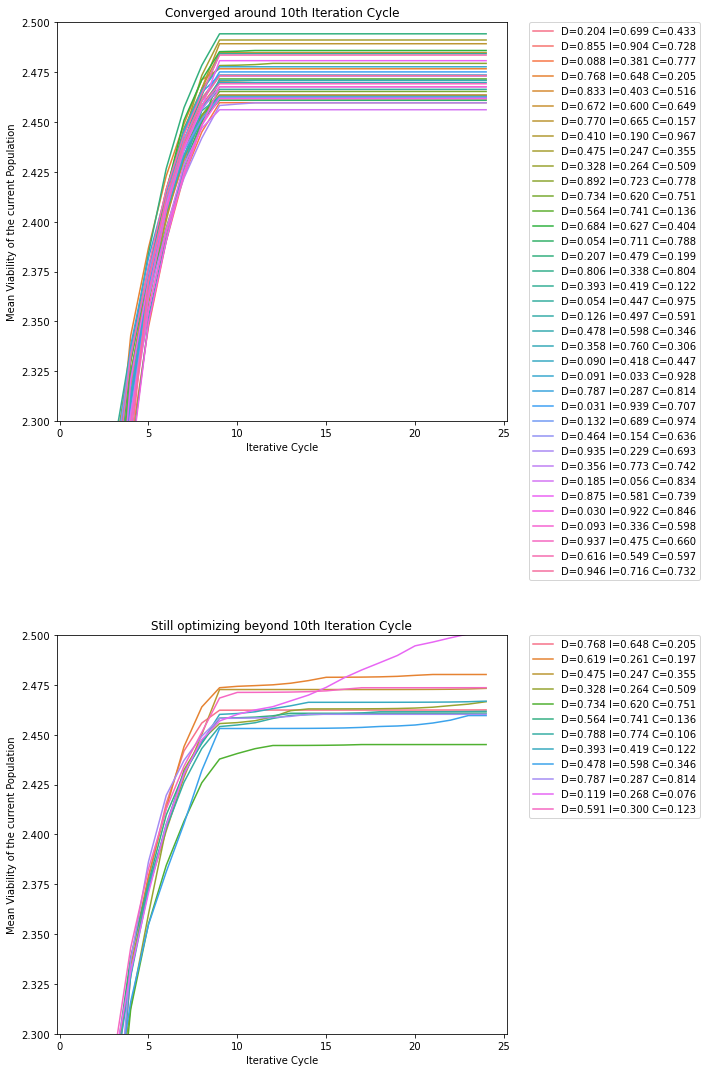 Converged around 10th Iteration Cycle
2.500
2.475
2.450
2.425
2.400
2.375
2.350
2.325
2.300
Mean Viability of the current Population
0
5
10
15
20
25
Iterative Cycle
D=0.204 I=0.699 C=0.433
D=0.855 I=0.904 C=0.728
D=0.088 I=0.381 C=0.777
D=0.768 I=0.648 C=0.205
D=0.833 I=0.403 C=0.516
D=0.672 I=0.600 C=0.649
D=0.770 I=0.665 C=0.157
D=0.410 I=0.190 C=0.967
D=0.475 I=0.247 C=0.355
D=0.328 I=0.264 C=0.509
D=0.892 I=0.723 C=0.778
D=0.734 I=0.620 C=0.751
D=0.564 I=0.741 C=0.136
D=0.684 I=0.627 C=0.404
D=0.054 I=0.711 C=0.788
D=0.207 I=0.479 C=0.199
D=0.806 I=0.338 C=0.804
D=0.393 I=0.419 C=0.122
D=0.054 I=0.447 C=0.975
D=0.126 I=0.497 C=0.591
D=0.478 I=0.598 C=0.346
D=0.358 I=0.760 C=0.306
D=0.090 I=0.418 C=0.447
D=0.091 I=0.033 C=0.928
D=0.787 I=0.287 C=0.814
D=0.031 I=0.939 C=0.707
D=0.132 I=0.689 C=0.974
D=0.464 I=0.154 C=0.636
D=0.935 I=0.229 C=0.693
D=0.356 I=0.773 C=0.742
D=0.185 I=0.056 C=0.834
D=0.875 I=0.581 C=0.739
D=0.030 I=0.922 C=0.846
D=0.093 I=0.336 C=0.598
D=0.937 I=0.475 C=0.660
D=0.616 I=0.549 C=0.597
D=0.946 I=0.716 C=0.732
Still optimizing beyond 10th Iteration Cycle
2.500
2.475
2.450
2.425
2.400
2.375
2.350
2.325
2.300
Mean Viability of the current Population
0
5
10
15
20
25
Iterative Cycle
D=0.768 I=0.648 C=0.205
D=0.619 I=0.261 C=0.197
D=0.475 I=0.247 C=0.355
D=0.328 I=0.264 C=0.509
D=0.734 I=0.620 C=0.751
D=0.564 I=0.741 C=0.136
D=0.788 I=0.774 C=0.106
D=0.393 I=0.419 C=0.122
D=0.478 I=0.598 C=0.346
D=0.787 I=0.287 C=0.814
D=0.119 I=0.268 C=0.076
D=0.591 I=0.300 C=0.123